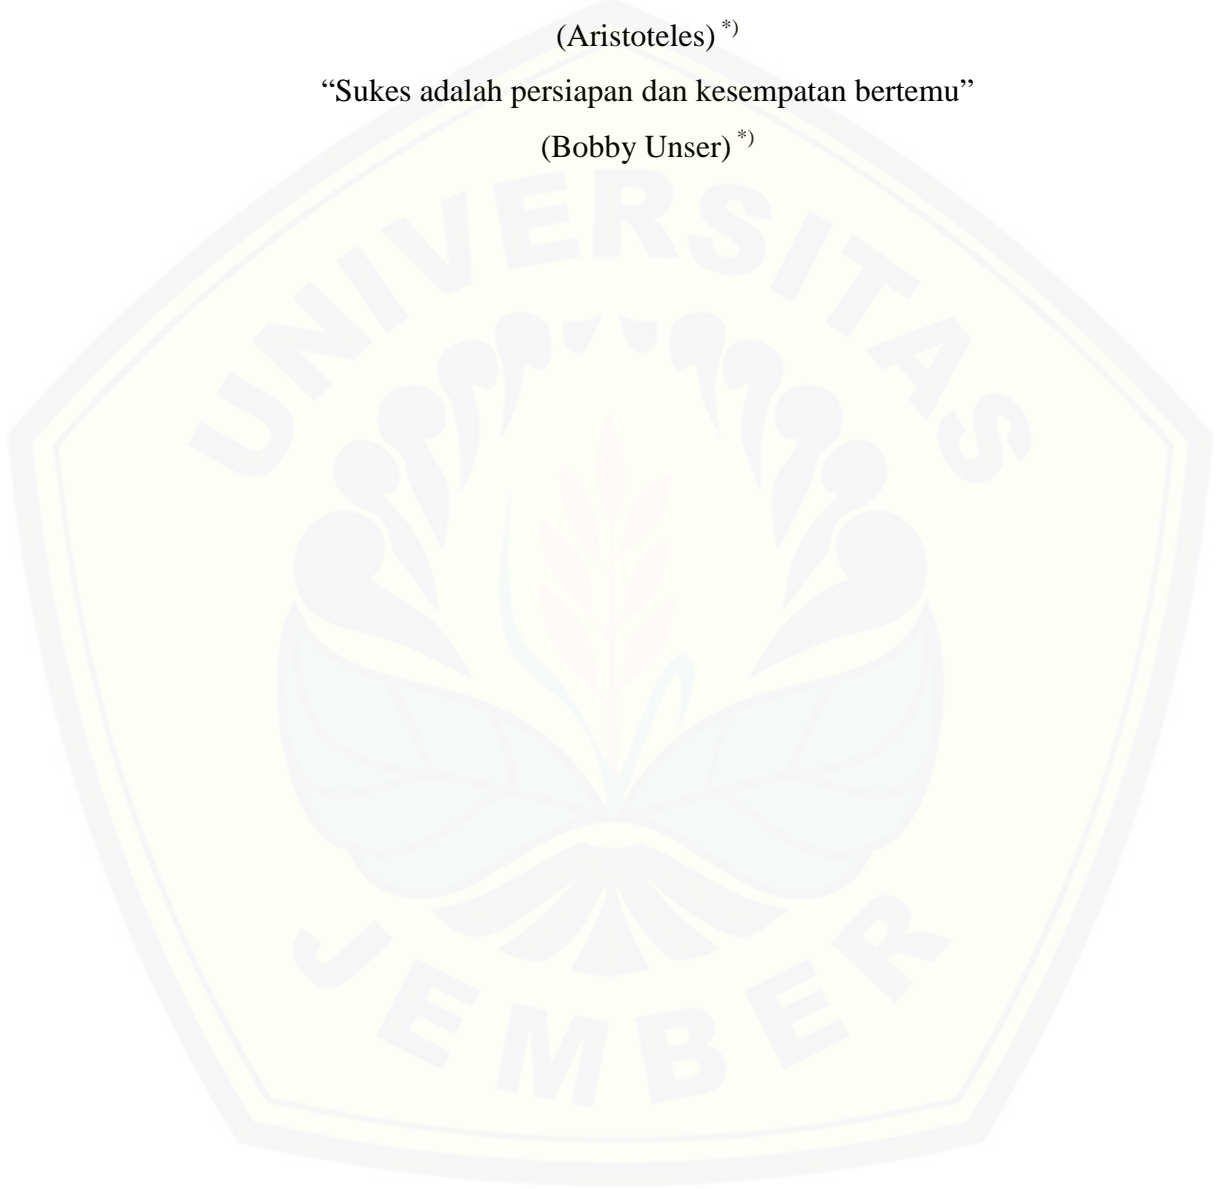 (Aristoteles) *)
“Sukes adalah persiapan dan kesempatan bertemu”
(Bobby Unser) *)
UNIVERSITAS
JEMBER